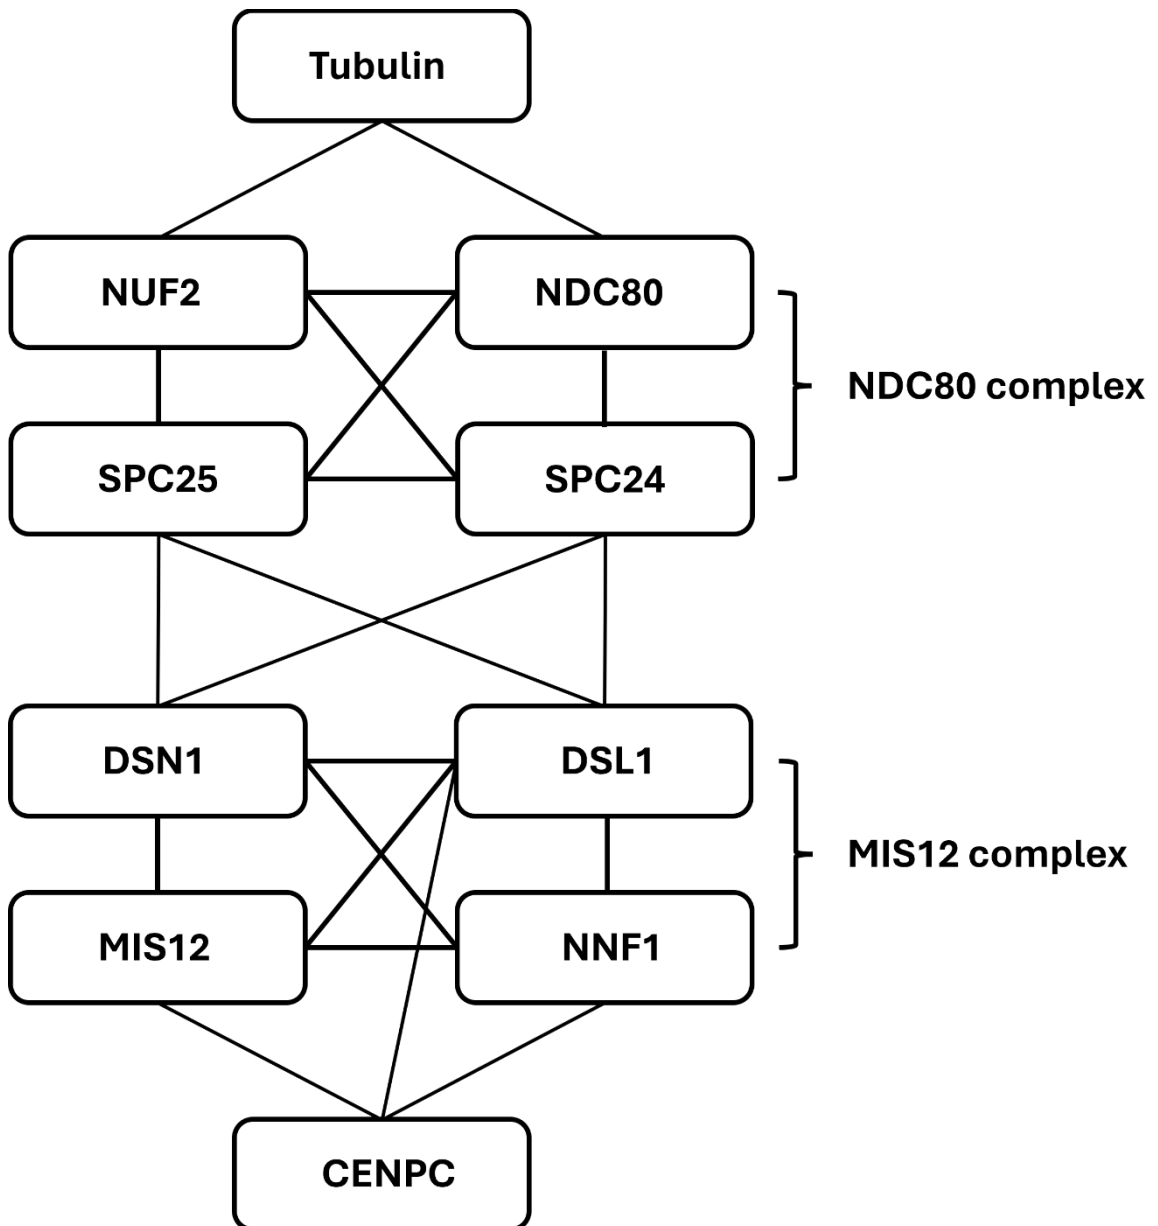 Tubulin
NUF2
NDC80
NDC80 complex
SPC25
SPC24
DSN1
DSL1
MIS12 complex
MIS12
NNF1
CENPC